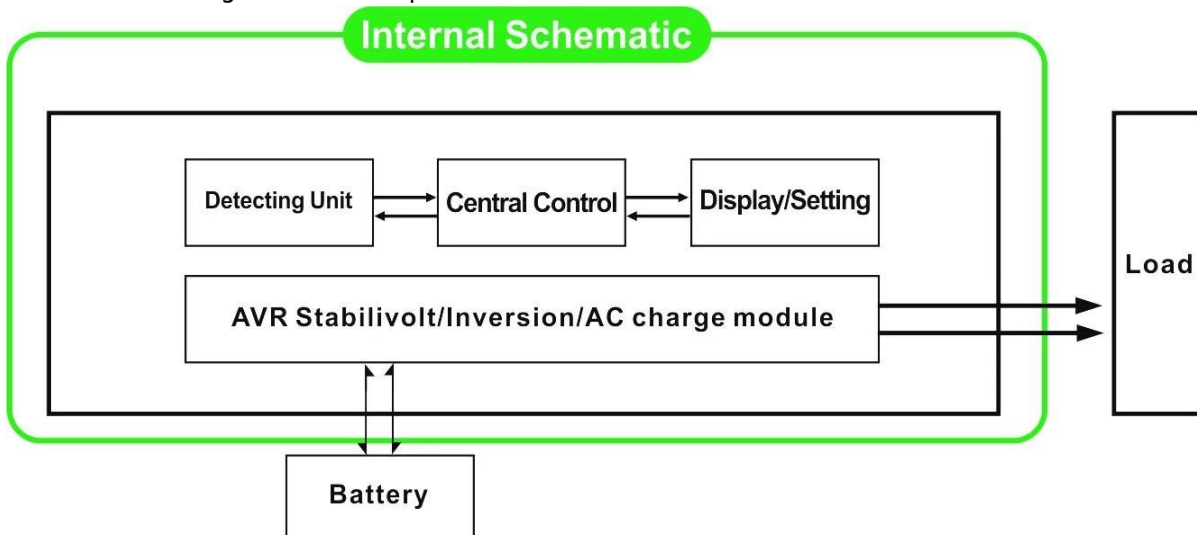 Internal Schematic
Detecting Unit
Central Control
Display/Setting
Load
AVR Stabilivolt/Inversion/AC charge module
Battery